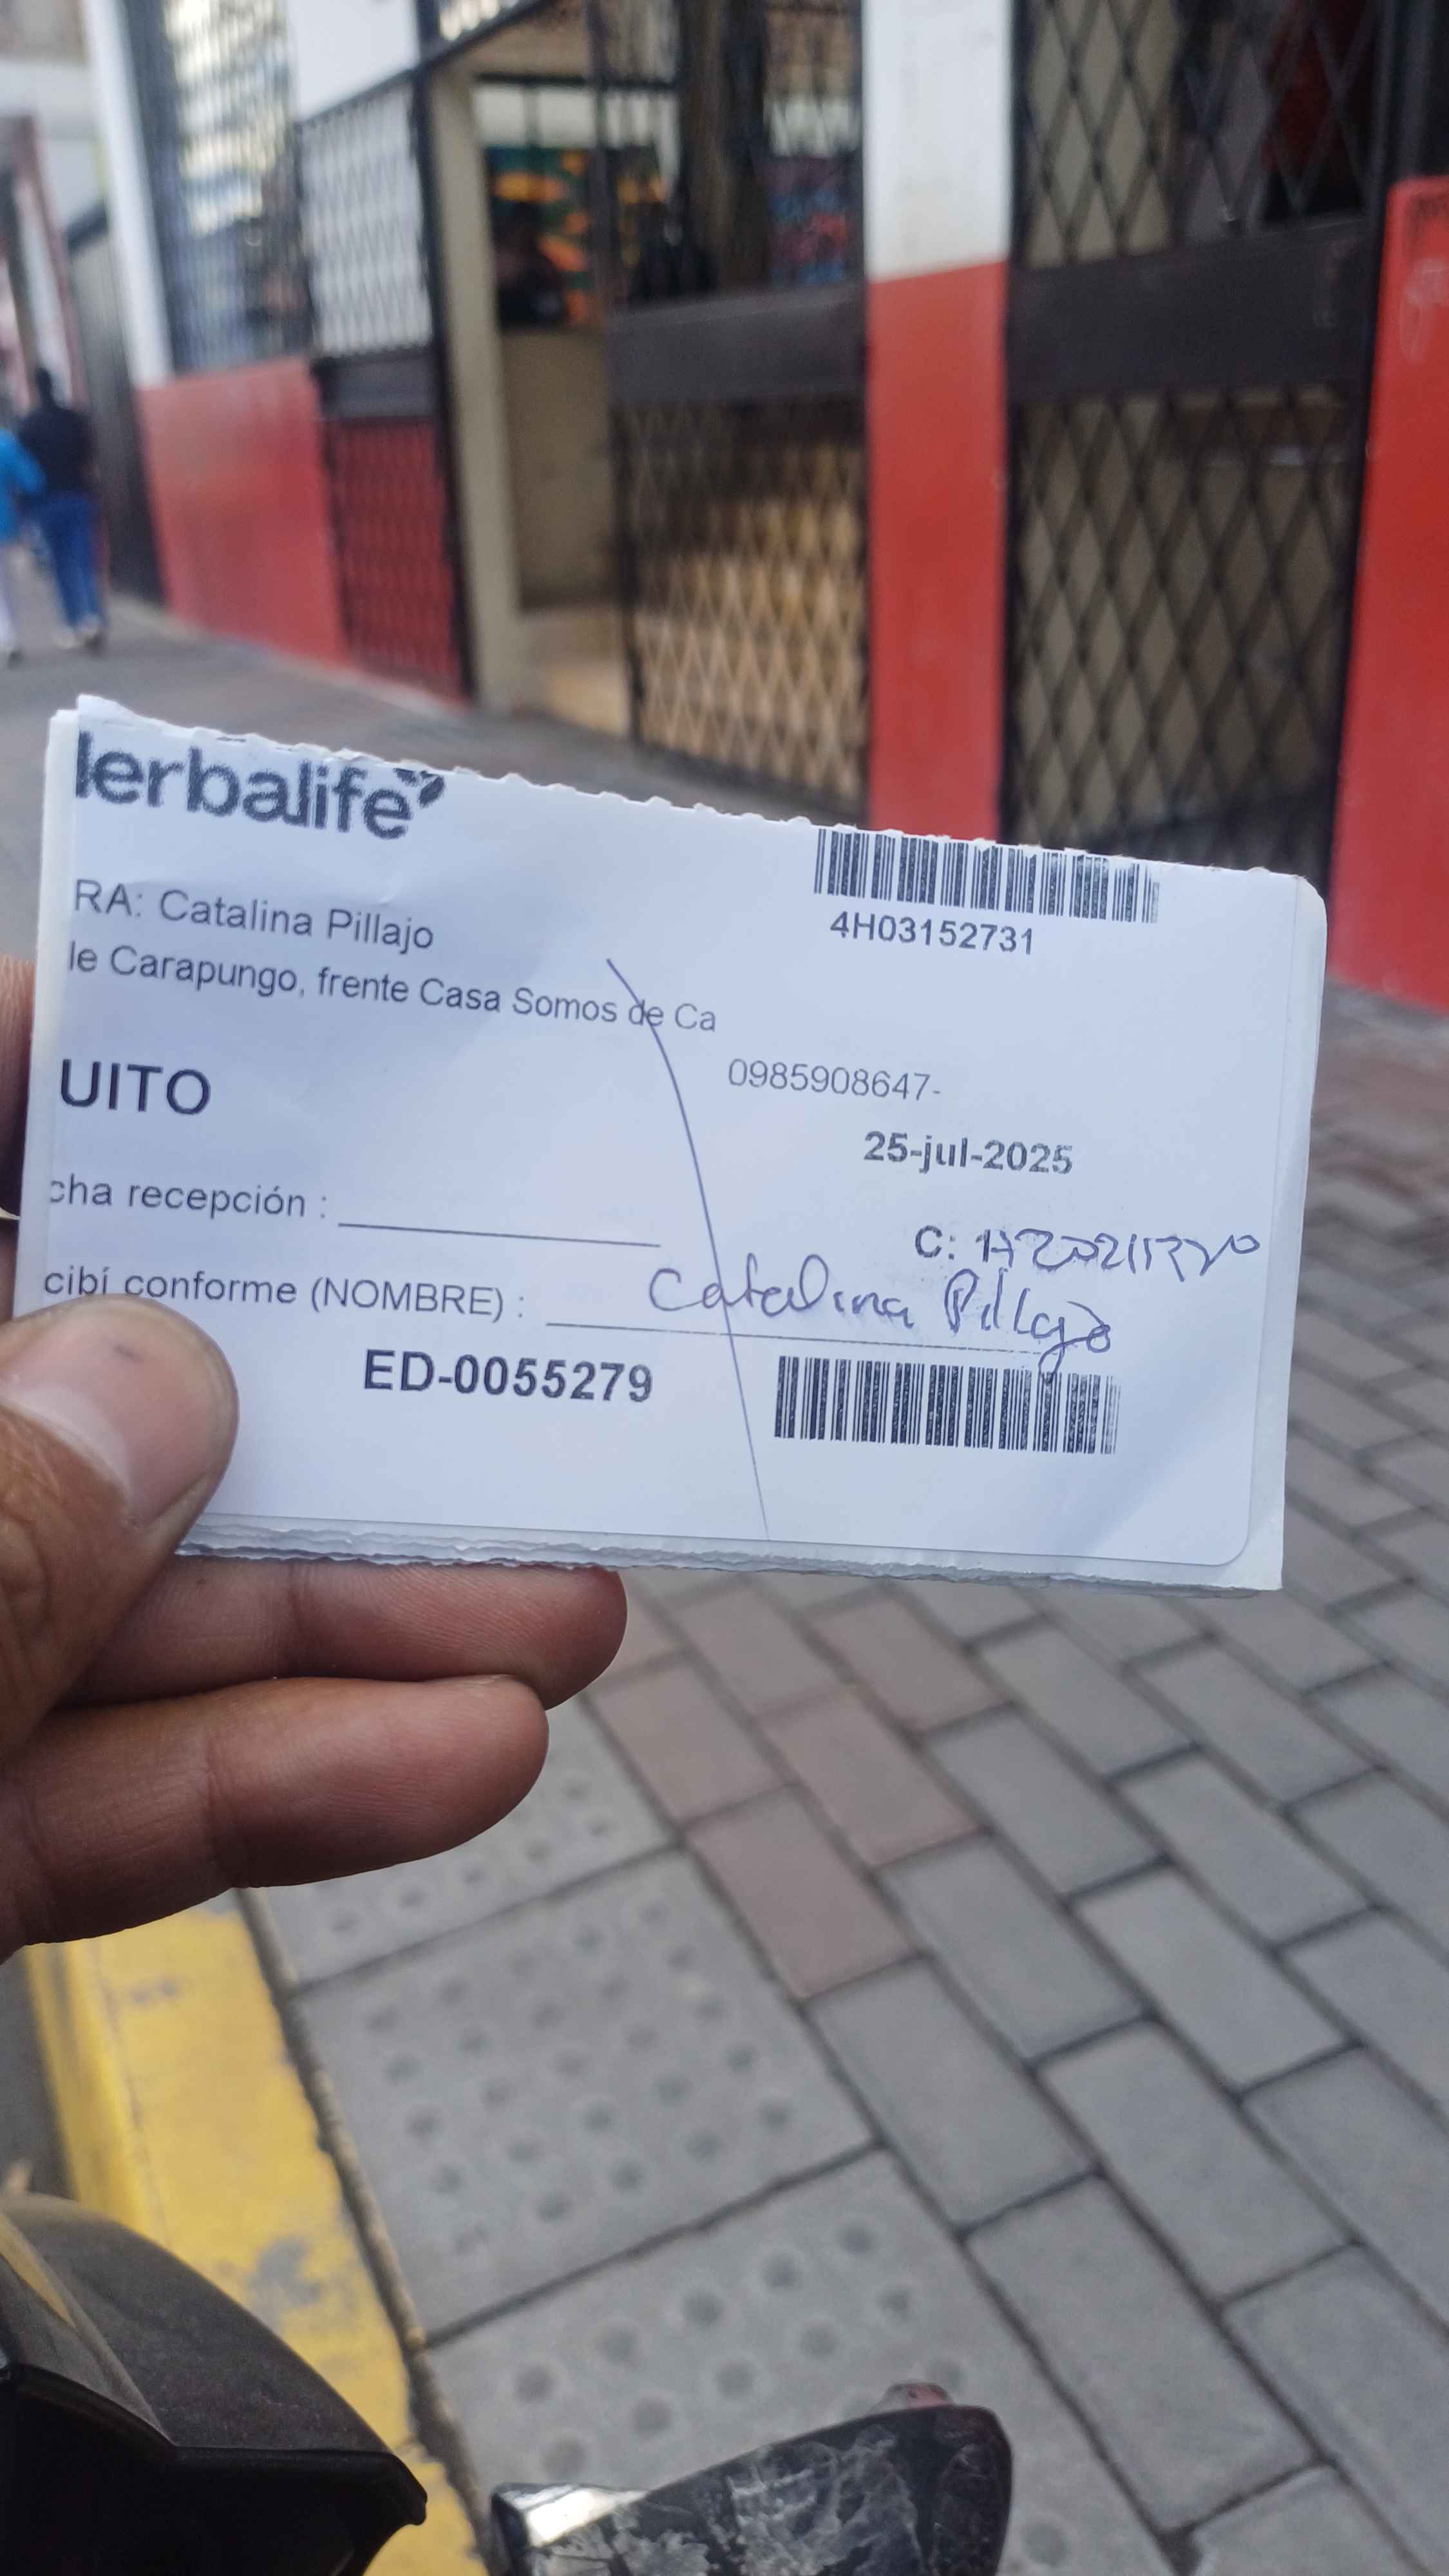 lerbalife
4H03152731
RA: Catalina Pillajo
le Carapungo, frente Casa Somos de Ca
0985908647-
UITO
25-jul-2025
cha recepción :
C:
cibí conforme (NOMBRE) : Catalina Pillajo
ED-0055279